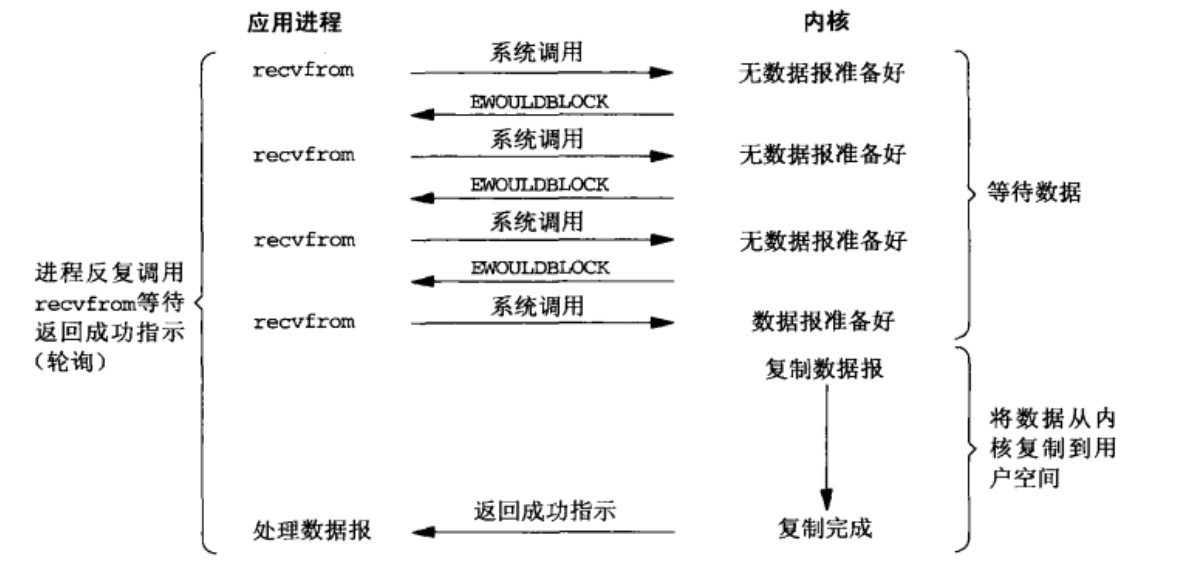 应用进程
内核
recvfrom
系统调用
无数据报准备好
EWOULDBLOCK
recvfrom
系统调用
无数据报准备好
EWOULDBLOCK
recvfrom
系统调用
无数据报准备好
EWOULDBLOCK
recvfrom
系统调用
数据报准备好
等待数据
进程反复调用
recvfrom等待
返回成功指示
（轮询）
复制数据报
将数据从内
核复制到用
户空间
处理数据报
返回成功指示
复制完成